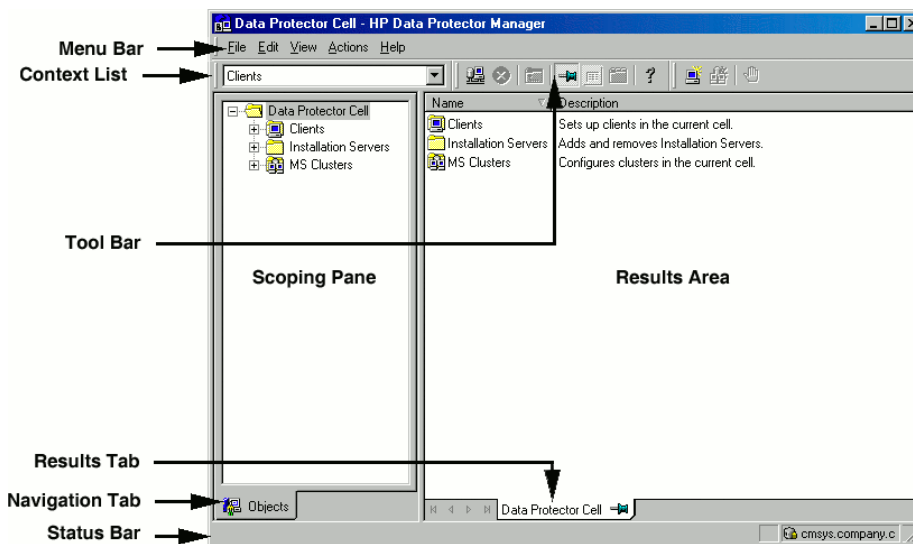 Data Protector Cell - HP Data Protector Manager
Menu Bar
File Edit View Actions Help
Context List
Clients
?
Data Protector Cell
Clients
Installation Servers
MS Clusters
Name Description
Clients Sets up clients in the current cell.
Installation Servers Adds and removes Installation Servers.
MS Clusters Configures clusters in the current cell.
Tool Bar
Scoping Pane
Results Area
Results Tab
Navigation Tab
Objects
Data Protector Cell
Status Bar
cmsys.company.c